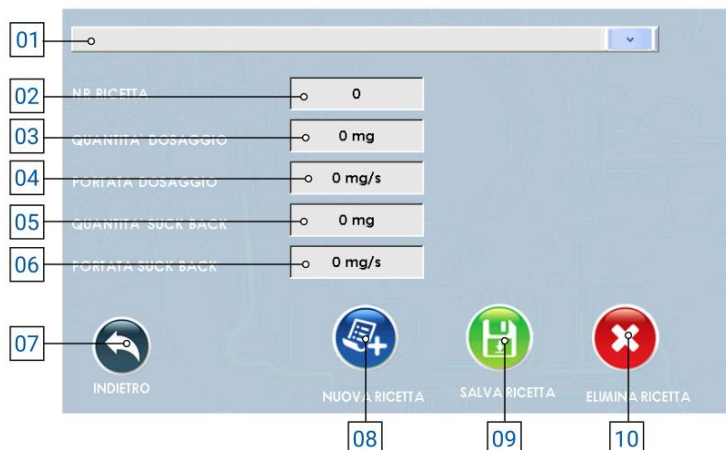 01
02 NR RICETTA 0
03 QUANTITA' DOSAGGIO 0 mg
04 PORTATA DOSAGGIO 0 mg/s
05 QUANTITA' SUCK BACK 0 mg
06 PORTATA SUCK BACK 0 mg/s
07
INDIETRO NUOVA RICETTA SALVA RICETTA ELIMINA RICETTA
08 09 10